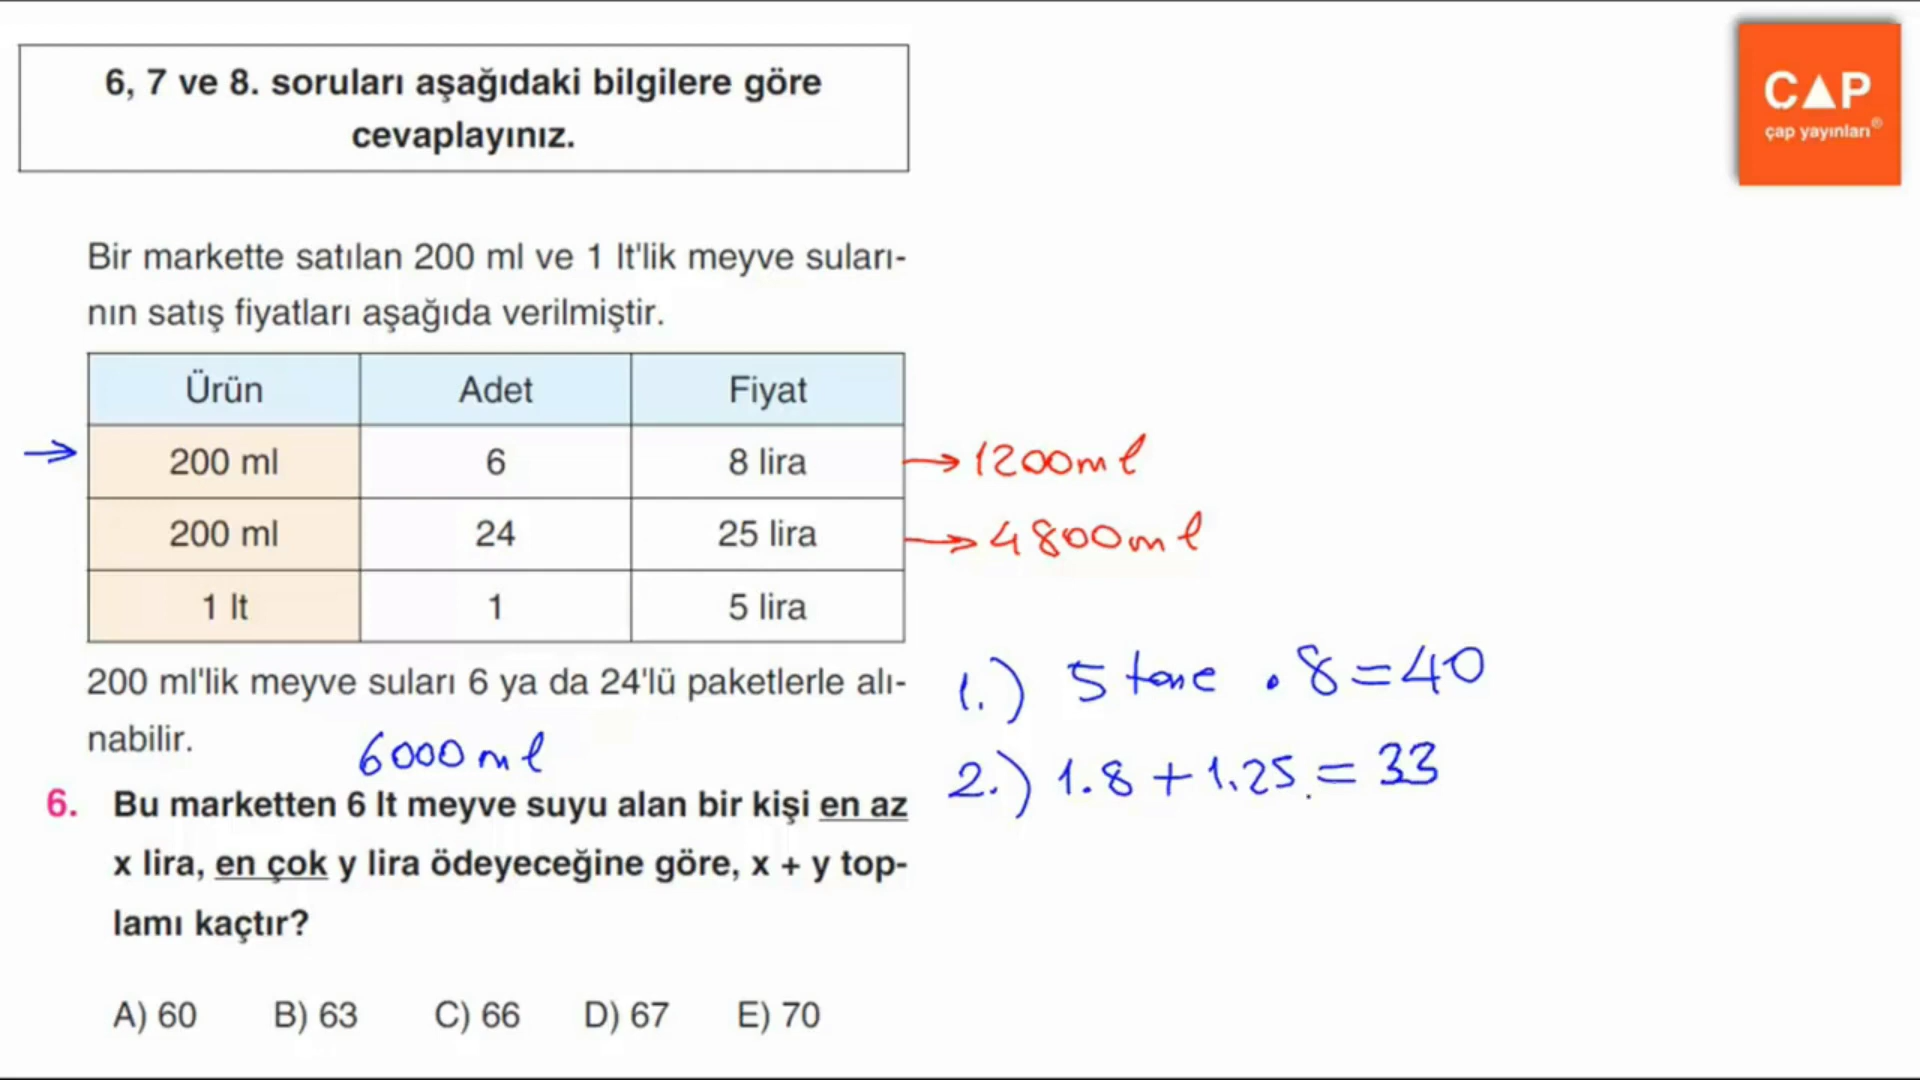 6, 7 ve 8. soruları aşağıdaki bilgilere göre
cevaplayınız.
ÇAP
çap yayınları®
Bir markette satılan 200 ml ve 1 lt'lik meyve suları-
nın satış fiyatları aşağıda verilmiştir.
Ürün Adet Fiyat
200 ml 6 8 lira → 1200ml
200 ml 24 25 lira → 4800ml
1 lt 1 5 lira
200 ml'lik meyve suları 6 ya da 24'lü paketlerle alı-
nabilir.
6000ml
1.) 5 tane . 8 = 40
2.) 1.8 + 1.25 = 33
6. Bu marketten 6 lt meyve suyu alan bir kişi en az
x lira, en çok y lira ödeyeceğine göre, x + y top-
lamı kaçtır?
A) 60 B) 63 C) 66 D) 67 E) 70